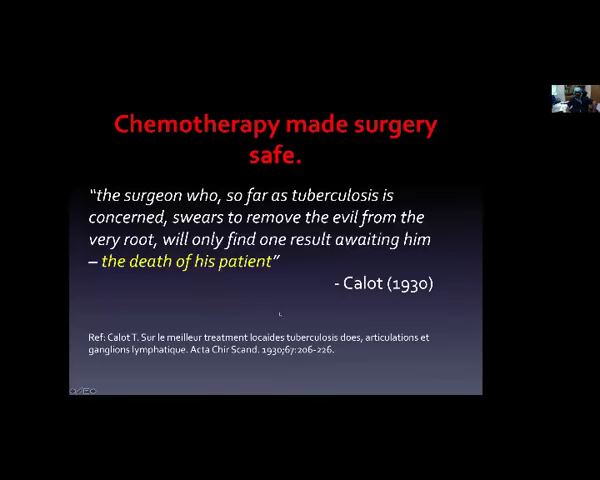 Chemotherapy made surgery
safe.
“the surgeon who, so far as tuberculosis is
concerned, swears to remove the evil from the
very root, will only find one result awaiting him
– the death of his patient”
- Calot (1930)
Ref: Calot T. Sur le meilleur treatment locaides tuberculosis does, articulations et
ganglions lymphatique. Acta Chir Scand. 1930;67:206-226.